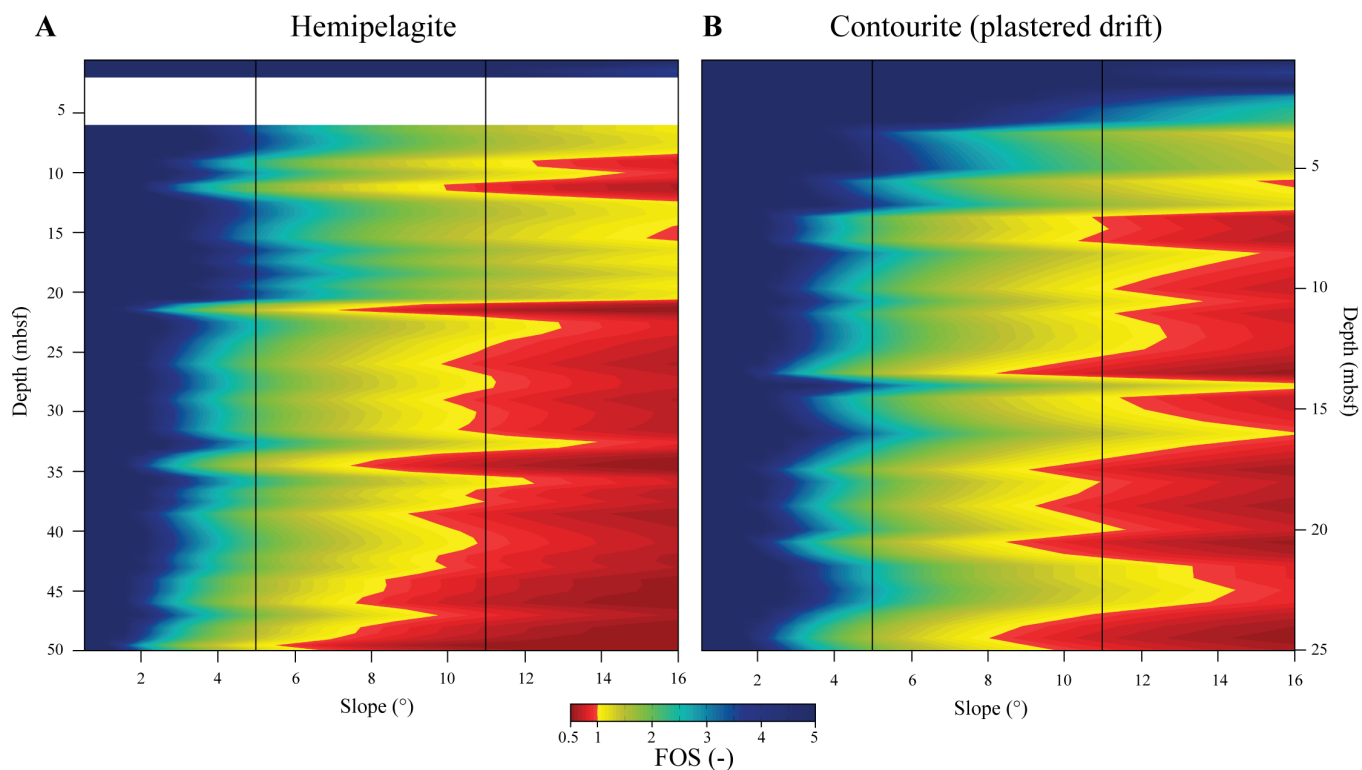 A Hemipelagite
B Contourite (plastered drift)
Depth (mbsf)
5
10
15
20
25
30
35
40
45
50
2 4 6 8 10 12 14 16
Slope (°)
2 4 6 8 10 12 14 16
Slope (°)
5
10
15
20
25
Depth (mbsf)
0.5 1 2 3 4 5
FOS (-)